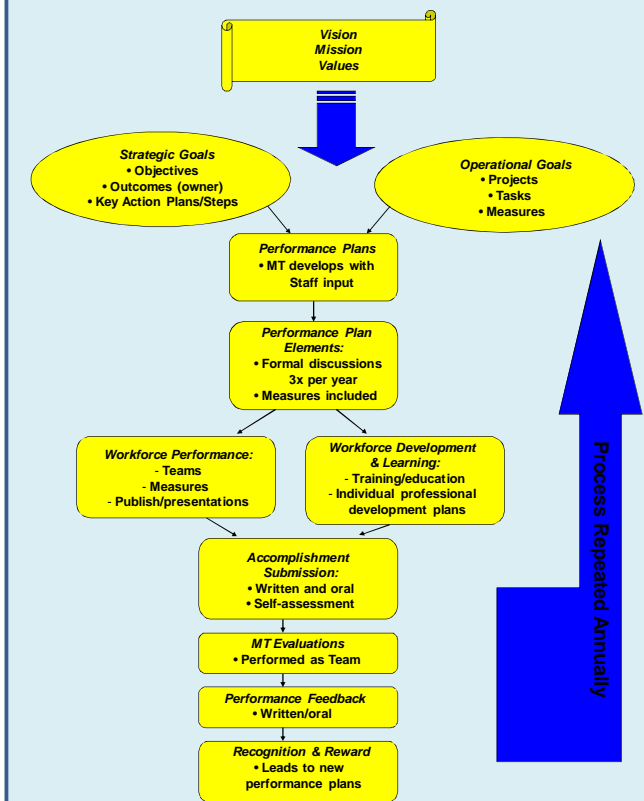 Vision
Mission
Values
Strategic Goals
• Objectives
• Outcomes (owner)
• Key Action Plans/Steps
Operational Goals
• Projects
• Tasks
• Measures
Performance Plans
• MT develops with
Staff input
Performance Plan
Elements:
• Formal discussions
3x per year
• Measures included
Workforce Performance:
- Teams
- Measures
- Publish/presentations
Workforce Development
& Learning:
- Training/education
- Individual professional
development plans
Accomplishment
Submission:
• Written and oral
• Self-assessment
MT Evaluations
• Performed as Team
Performance Feedback
• Written/oral
Recognition & Reward
• Leads to new
performance plans
Process Repeated Annually